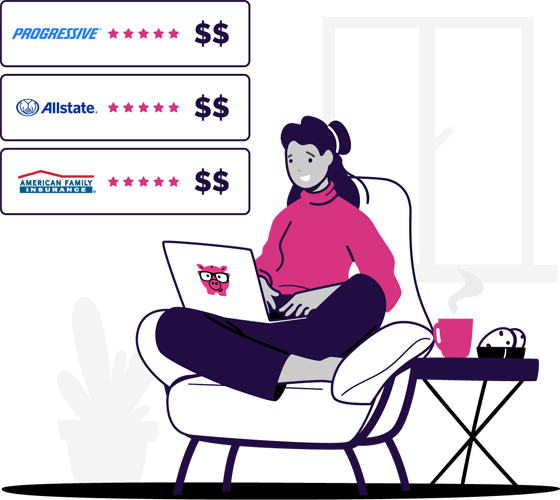 PROGRESSIVE $$
Allstate. $$
AMERICAN FAMILY
INSURANCE $$